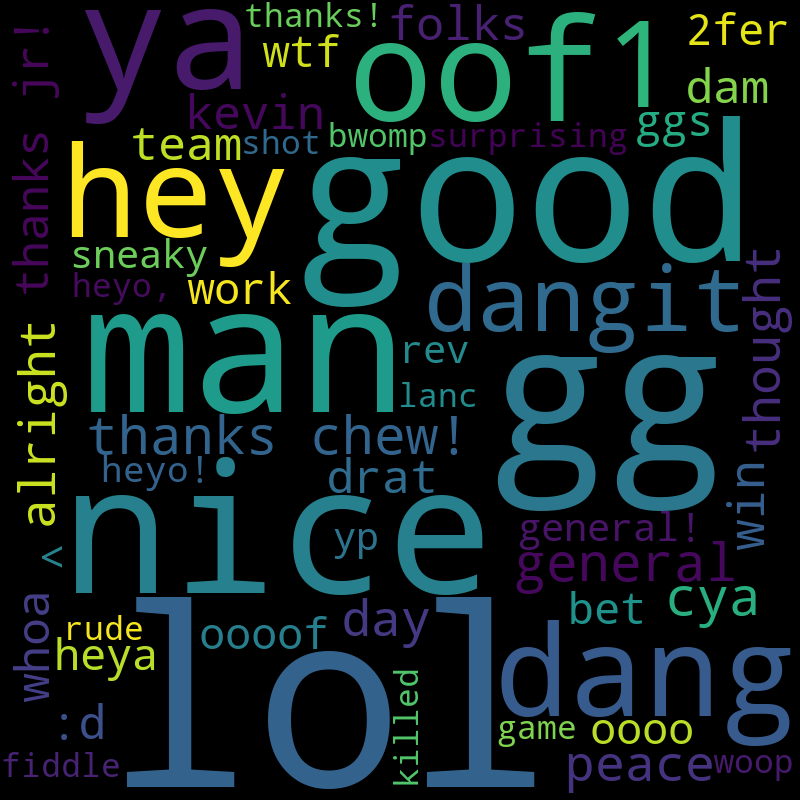 thanks!
ya
folks
oof1
2fer
wtf
dam
thanks jr!
kevin
ggs
team
shot
bwomp
surprising
hey
good
sneaky
heyo,
work
dangit
thought
man
rev
lanc
gg
alright
thanks chew!
heyo!
drat
win
nice
yp
general!
general
^
whoa
rude
oooof
day
bet
cya
heya
lol
dang
:d
killed
game
oooo
fiddle
peace
woop